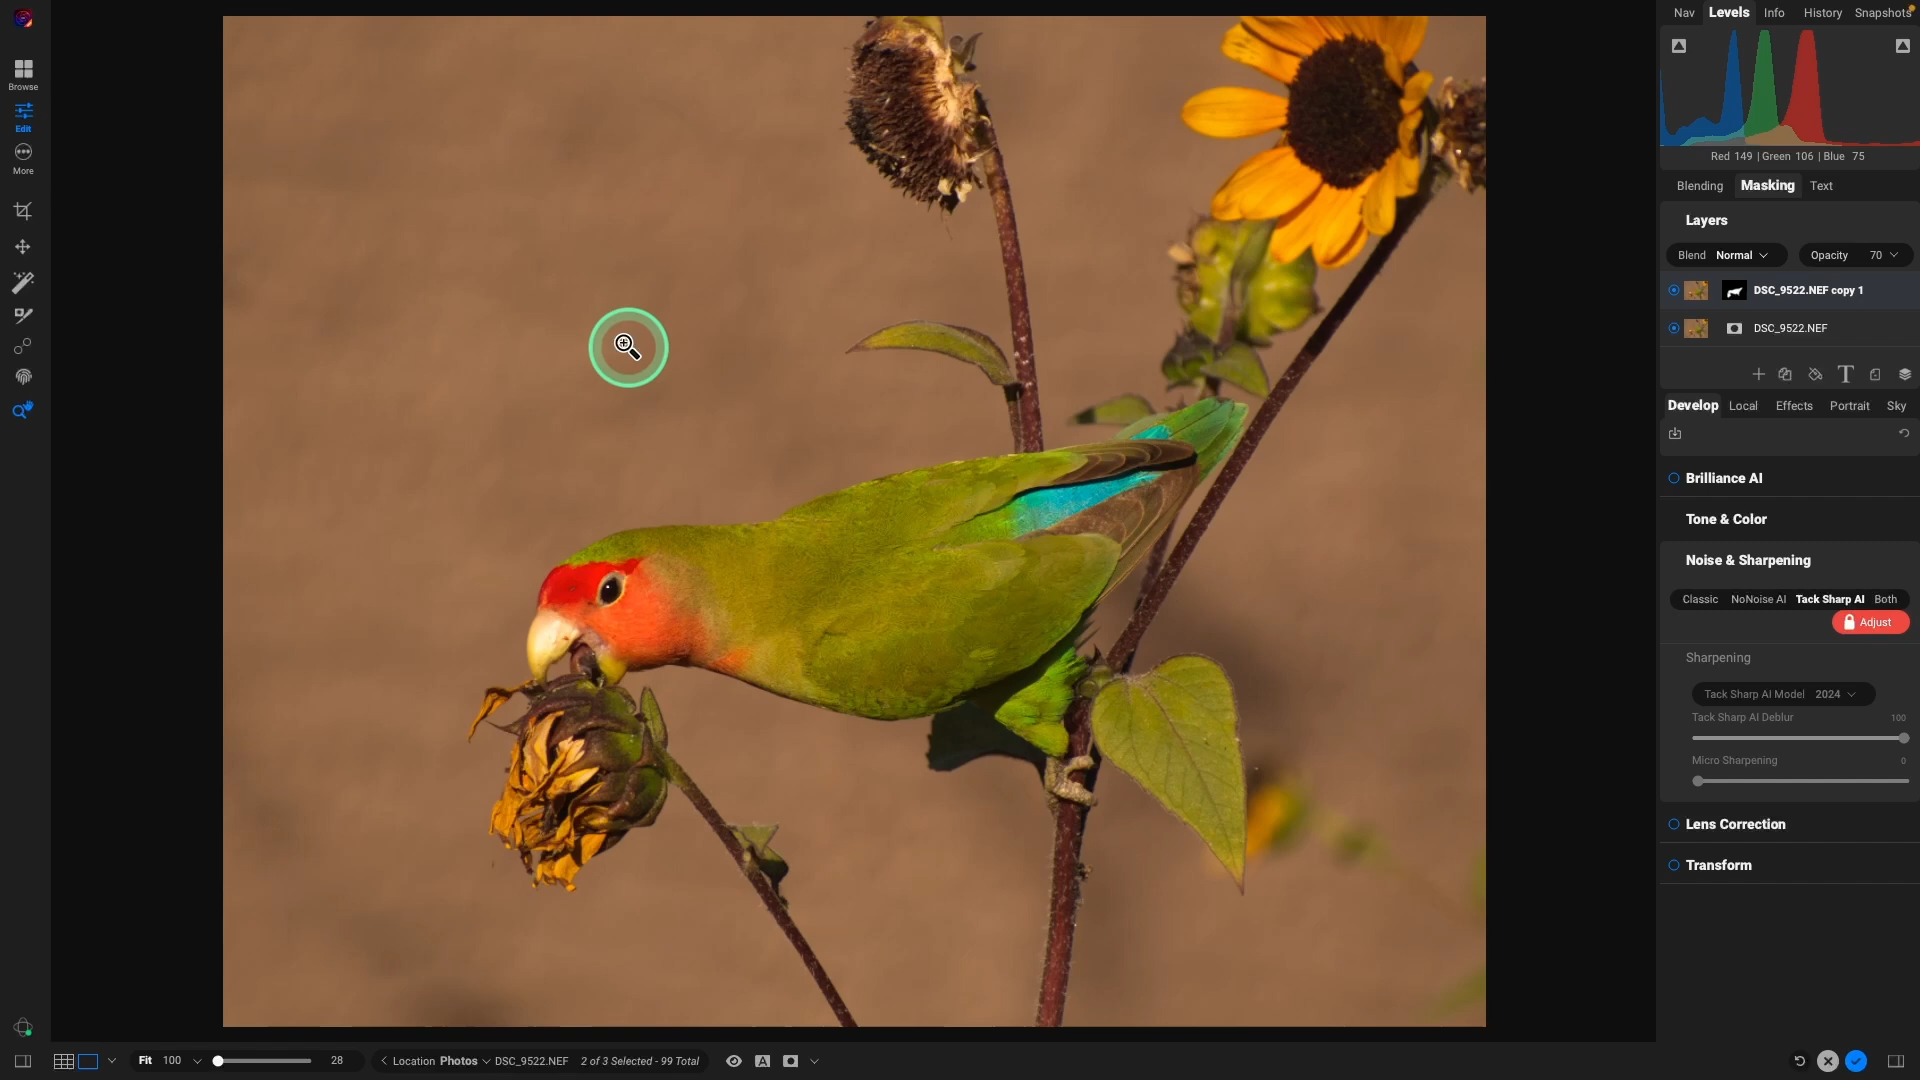 Nav Levels Info History Snapshots
Red 149 | Green 106 | Blue 75
Blending Masking Text
Layers
Blend Normal Opacity 70
DSC_9522.NEF copy 1
DSC_9522.NEF
T
Develop Local Effects Portrait Sky
Brilliance AI
Tone & Color
Noise & Sharpening
Classic NoNoise AI Tack Sharp AI Both
Adjust
Sharpening
Tack Sharp AI Model 2024
Tack Sharp AI Deblur 100
Micro Sharpening 0
Lens Correction
Transform
Browse
Edit
More
Fit 100 28 Location Photos DSC_9522.NEF 2 of 3 Selected - 99 Total A